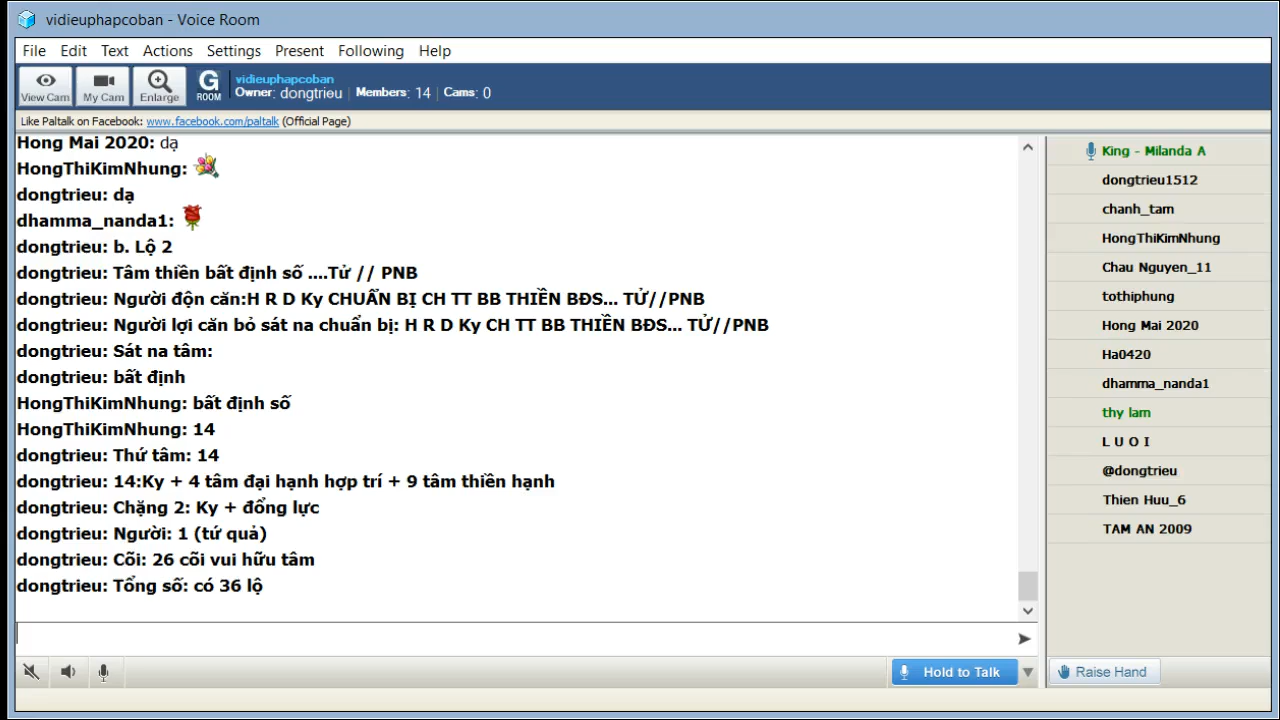 vidieuphapcoban - Voice Room
File Edit Text Actions Settings Present Following Help
View Cam
My Cam
Enlarge
G ROOM
vidieuphapcoban
Owner: dongtrieu | Members: 14 | Cams: 0
Like Paltalk on Facebook: www.facebook.com/paltalk (Official Page)
Hong Mai 2020: dạ
HongThiKimNhung:
dongtrieu: dạ
dhamma_nanda1:
dongtrieu: b. Lộ 2
dongtrieu: Tâm thiền bất định số ....Tử // PNB
dongtrieu: Người độn căn:H R D Ky CHUẨN BỊ CH TT BB THIỀN BĐS... TỬ//PNB
dongtrieu: Người lợi căn bỏ sát na chuẩn bị: H R D Ky CH TT BB THIỀN BĐS... TỬ//PNB
dongtrieu: Sát na tâm:
dongtrieu: bất định
HongThiKimNhung: bất định số
HongThiKimNhung: 14
dongtrieu: Thứ tâm: 14
dongtrieu: 14:Ky + 4 tâm đại hạnh hợp trí + 9 tâm thiền hạnh
dongtrieu: Chặng 2: Ky + đổng lực
dongtrieu: Người: 1 (tứ quả)
dongtrieu: Cõi: 26 cõi vui hữu tâm
dongtrieu: Tổng số: có 36 lộ
King - Milanda A
dongtrieu1512
chanh_tam
HongThiKimNhung
Chau Nguyen_11
tothiphung
Hong Mai 2020
Ha0420
dhamma_nanda1
thy lam
L U O I
@dongtrieu
Thien Huu_6
TAM AN 2009
Hold to Talk
Raise Hand